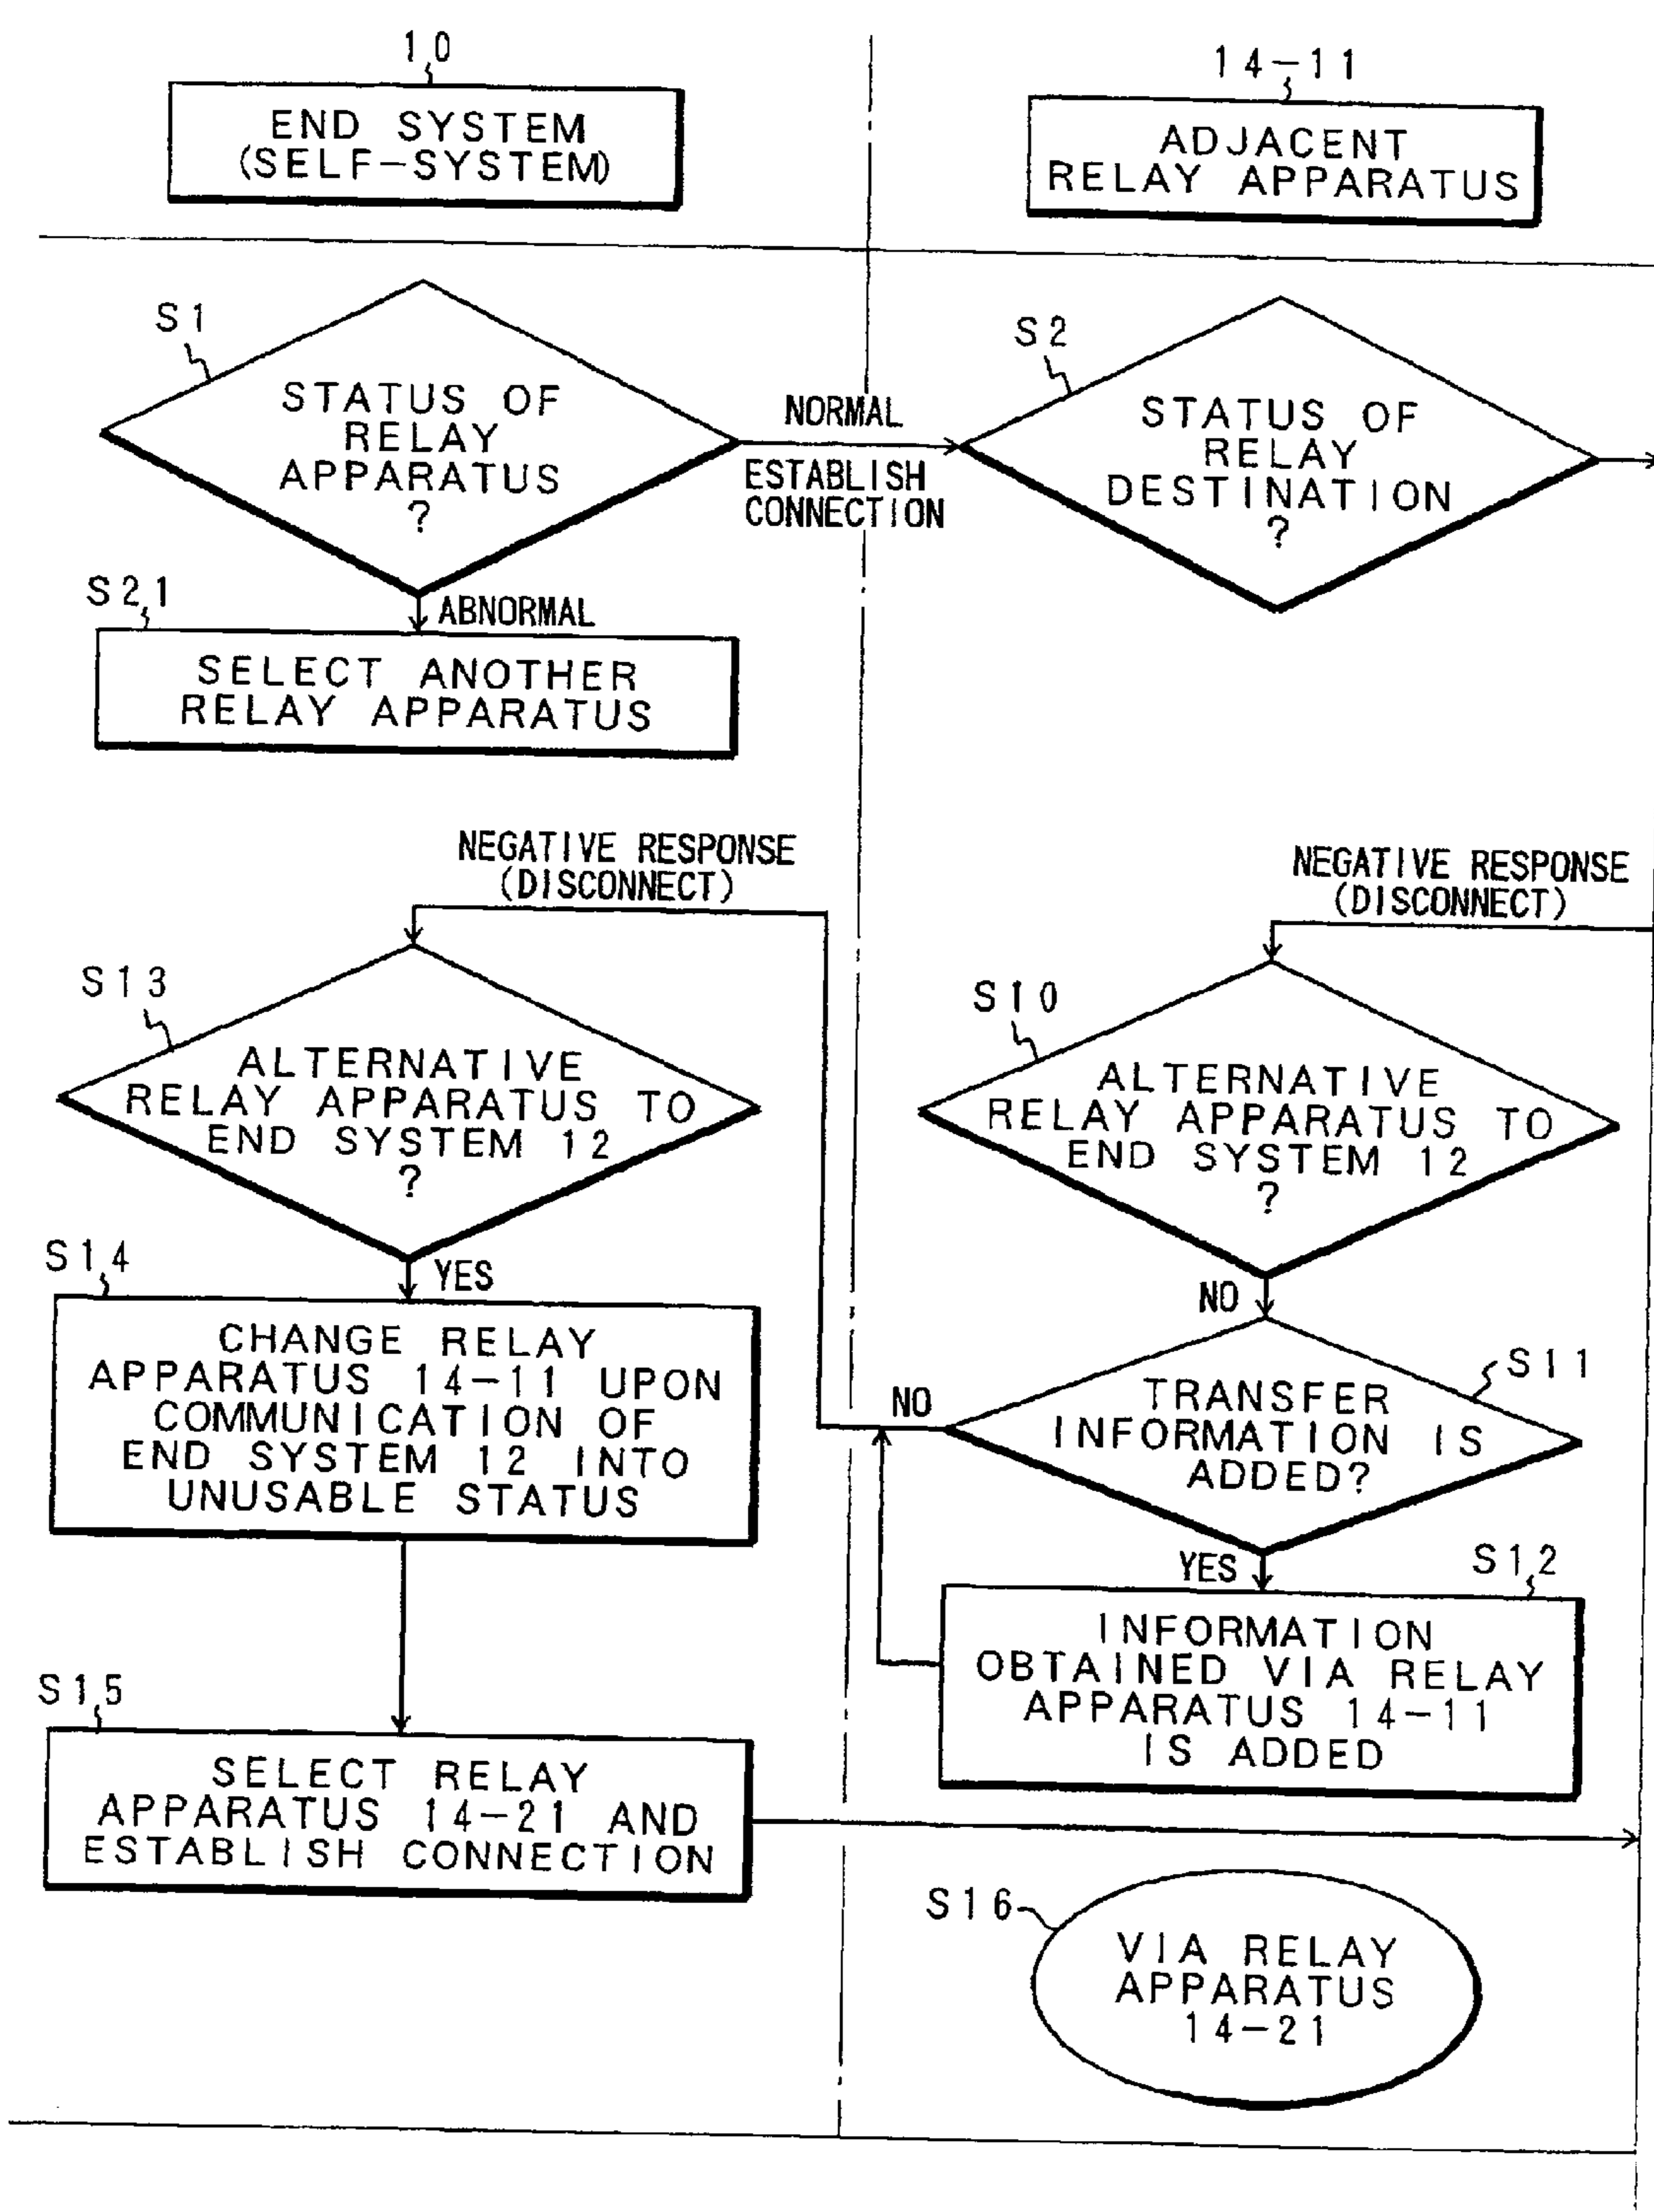 10
END SYSTEM
(SELF-SYSTEM)
14-11
ADJACENT
RELAY APPARATUS
S1
STATUS OF
RELAY
APPARATUS
?
NORMAL
ESTABLISH
CONNECTION
S2
STATUS OF
RELAY
DESTINATION
?
S21
ABNORMAL
SELECT ANOTHER
RELAY APPARATUS
NEGATIVE RESPONSE
(DISCONNECT)
NEGATIVE RESPONSE
(DISCONNECT)
S13
ALTERNATIVE
RELAY APPARATUS TO
END SYSTEM 12
?
S10
ALTERNATIVE
RELAY APPARATUS TO
END SYSTEM 12
?
S14
YES
CHANGE RELAY
APPARATUS 14-11 UPON
COMMUNICATION OF
END SYSTEM 12 INTO
UNUSABLE STATUS
NO
S11
NO
TRANSFER
INFORMATION IS
ADDED?
YES
S12
INFORMATION
OBTAINED VIA RELAY
APPARATUS 14-11
IS ADDED
S15
SELECT RELAY
APPARATUS 14-21 AND
ESTABLISH CONNECTION
S16
VIA RELAY
APPARATUS
14-21